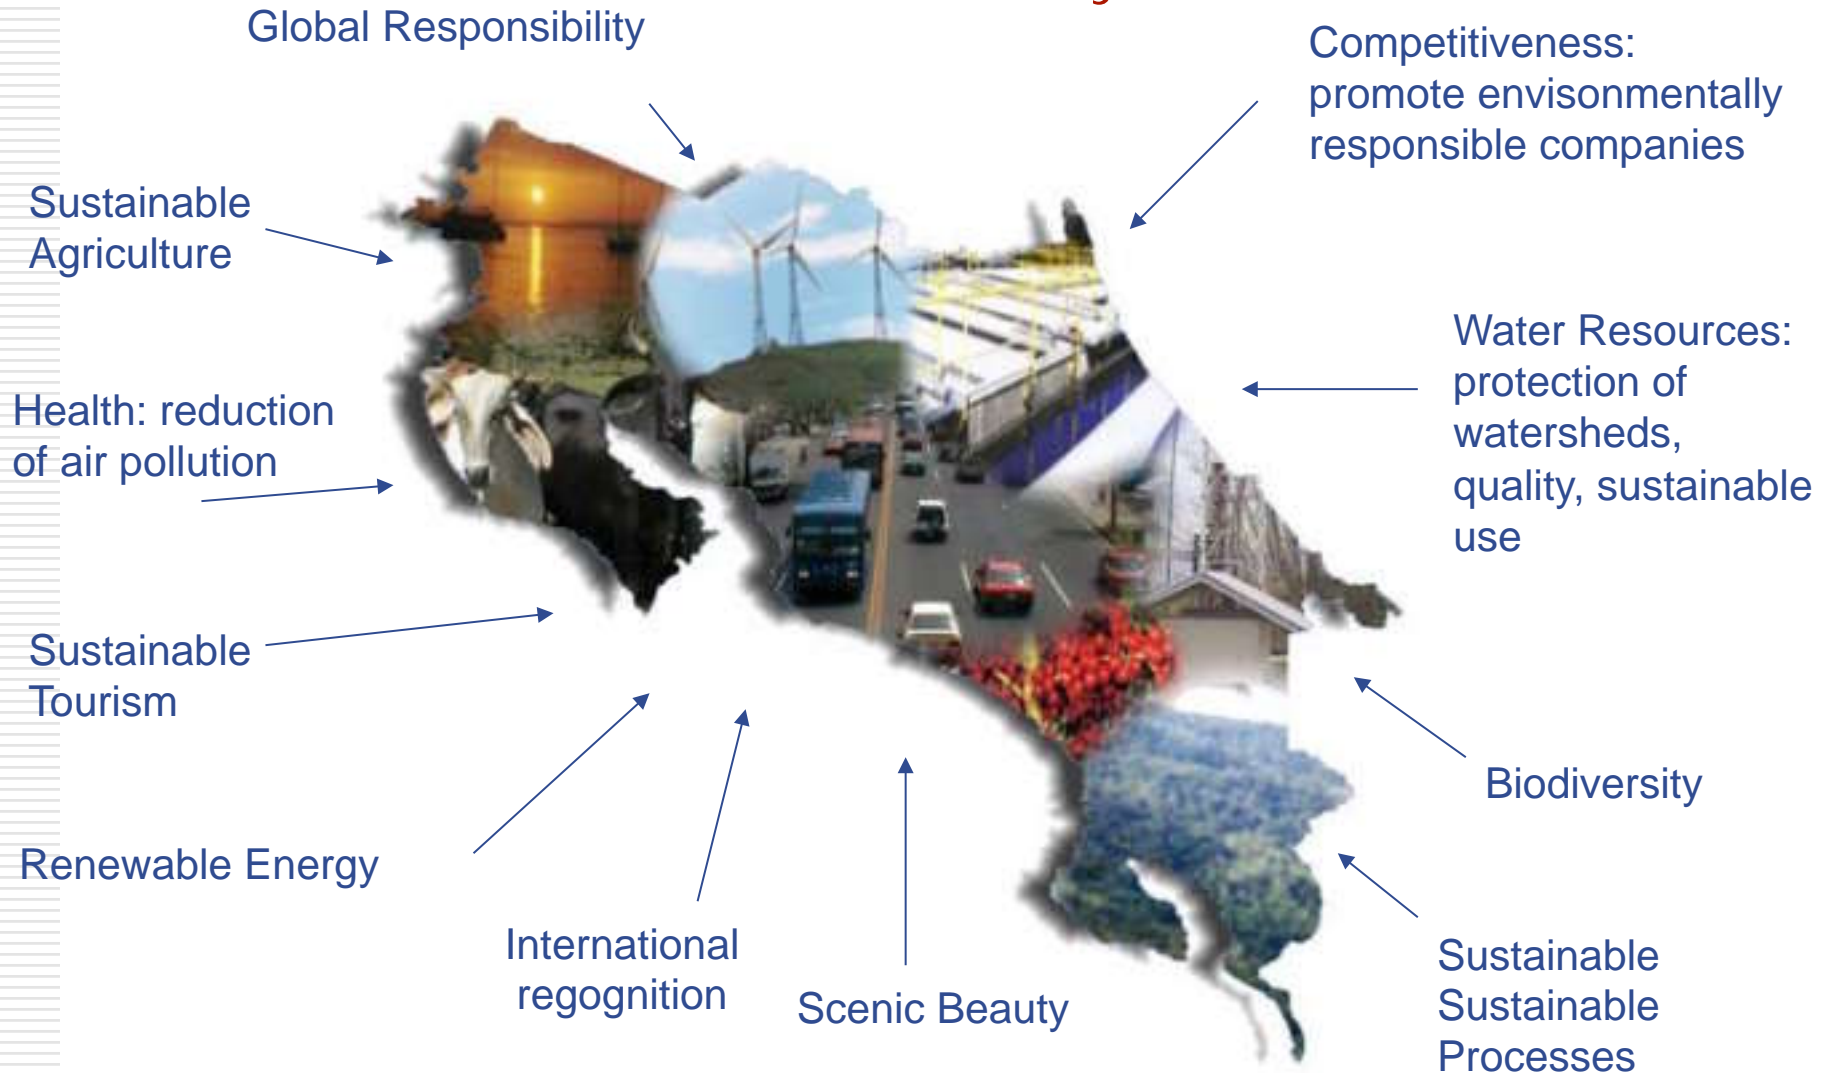 Global Responsibility
Competitiveness:
promote envisonmentally
responsible companies
Sustainable
Agriculture
Water Resources:
protection of
watersheds,
quality, sustainable
use
Health: reduction
of air pollution
Sustainable
Tourism
Biodiversity
Renewable Energy
International
regognition
Scenic Beauty
Sustainable
Sustainable
Processes